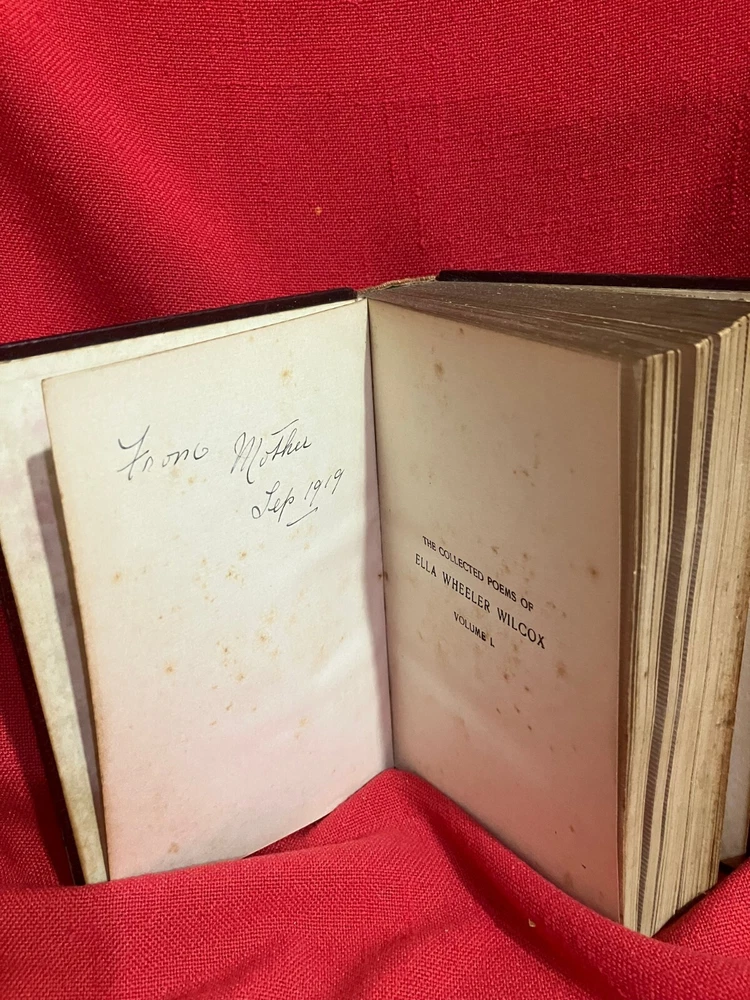 From Mother
Sep 1919
THE COLLECTED POEMS OF
ELLA WHEELER WILCOX
VOLUME I.